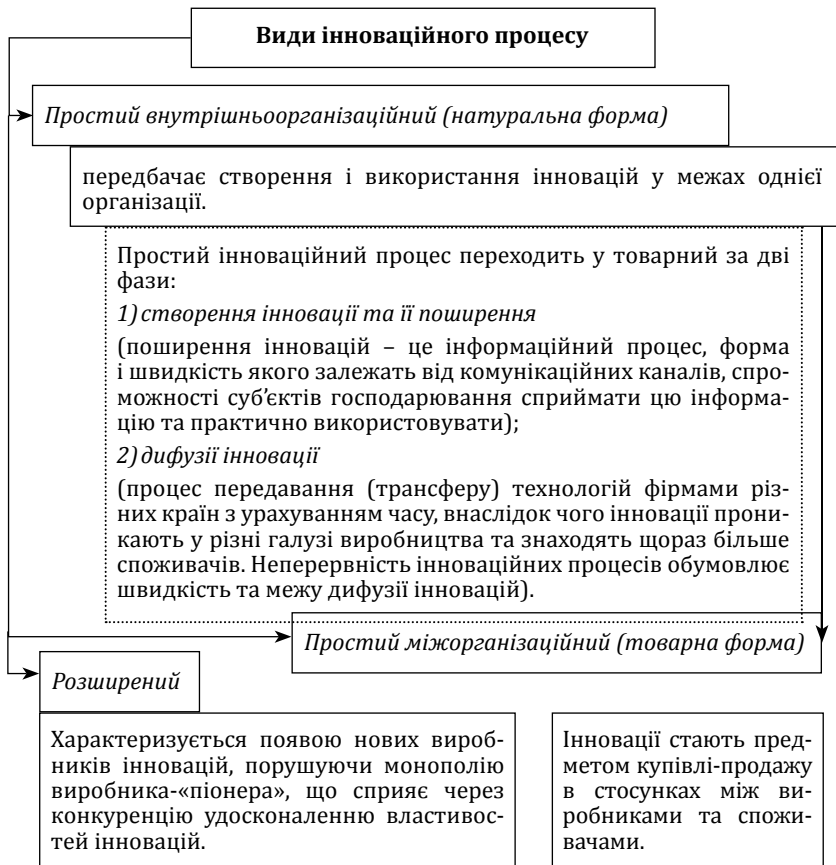 Види інноваційного процесу
Простий внутрішньоорганізаційний (натуральна форма)
передбачає створення і використання інновацій у межах однієї
організації.
Простий інноваційний процес переходить у товарний за дві
фази:
1) створення інновації та її поширення
(поширення інновацій – це інформаційний процес, форма
і швидкість якого залежать від комунікаційних каналів, спро-
можності суб’єктів господарювання сприймати цю інформа-
цію та практично використовувати);
2) дифузії інновації
(процес передавання (трансферу) технологій фірмами різ-
них країн з урахуванням часу, внаслідок чого інновації прони-
кають у різні галузі виробництва та знаходять щораз більше
споживачів. Неперервність інноваційних процесів обумовлює
швидкість та межу дифузії інновацій).
Простий міжорганізаційний (товарна форма)
Розширений
Характеризується появою нових вироб-
ників інновацій, порушуючи монополію
виробника-«піонера», що сприяє через
конкуренцію удосконаленню властивос-
тей інновацій.
Інновації стають пред-
метом купівлі-продажу
в стосунках між ви-
робниками та спожи-
вачами.